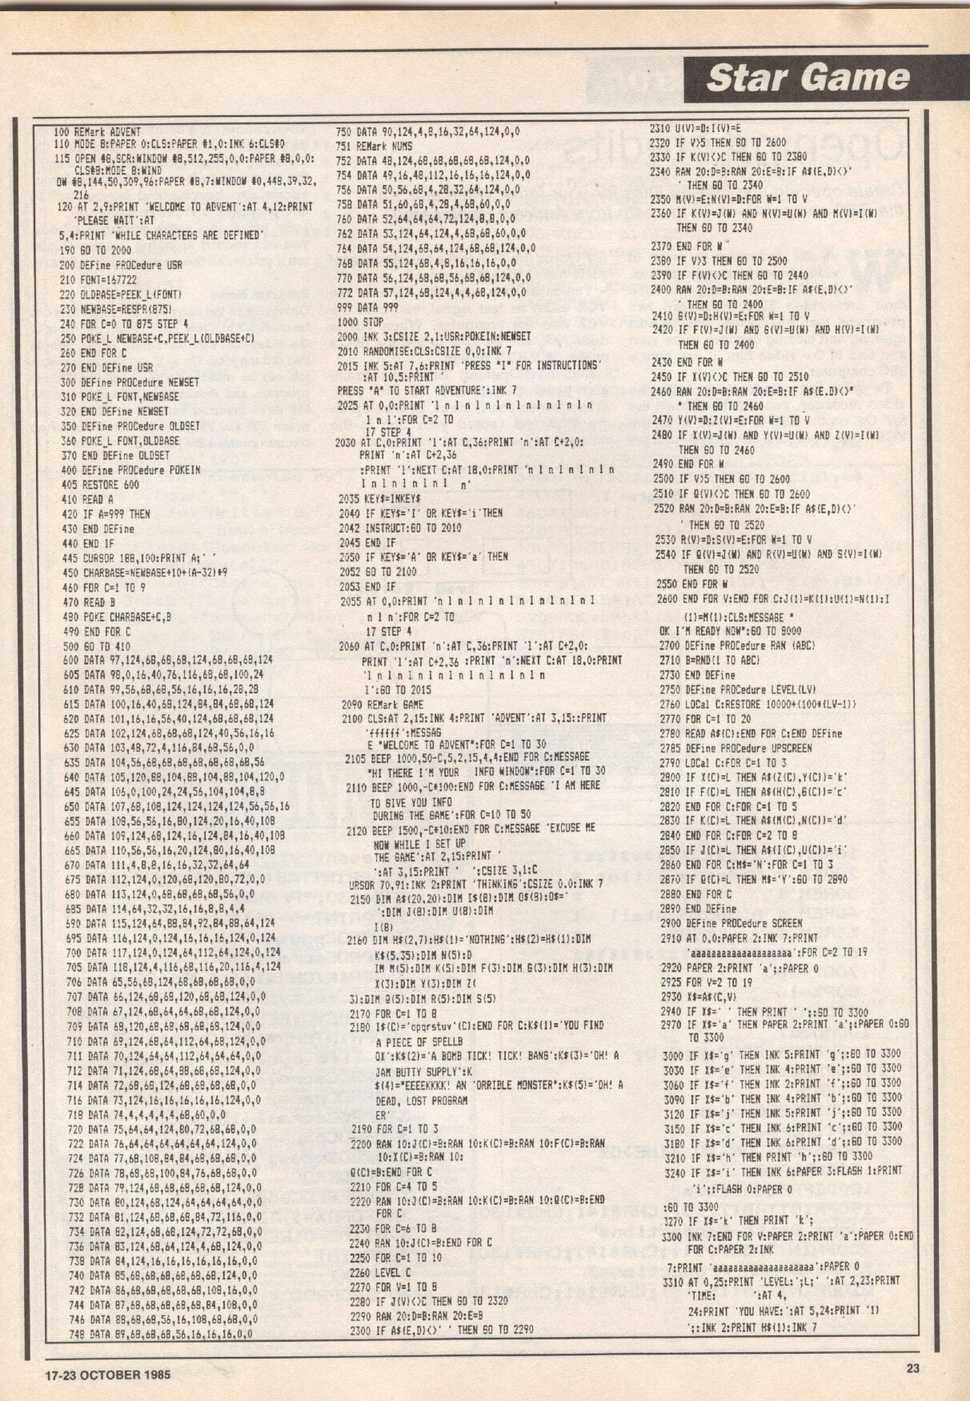 Star Game
100 REMark ADVENT
110 MODE 8:PAPER 0:CLS:PAPER #1,0:INK 6:CLS#0
115 OPEN #8,SCR:WINDOW #8,512,255,0,0:PAPER #8,0,0:
CLS#8:MODE 8:WIND
OW #8,144,50,309,96:PAPER #8,7:WINDOW #0,448,39,32,
216
120 AT 2,9:PRINT 'WELCOME TO ADVENT':AT 4,12:PRINT
'PLEASE WAIT':AT
5,4:PRINT 'WHILE CHARACTERS ARE DEFINED'
190 GO TO 2000
200 DEFine PROCedure USR
210 FONT=167722
220 OLDBASE=PEEK_L(FONT)
230 NEWBASE=RESPR(875)
240 FOR C=0 TO 875 STEP 4
250 POKE_L NEWBASE+C,PEEK_L(OLDBASE+C)
260 END FOR C
270 END DEFine USR
300 DEFine PROCedure NEWSET
310 POKE_L FONT,NEWBASE
320 END DEFine NEWSET
350 DEFine PROCedure OLDSET
360 POKE_L FONT,OLDBASE
370 END DEFine OLDSET
400 DEFine PROCedure POKEIN
405 RESTORE 600
410 READ A
420 IF A=999 THEN
430 END DEFine
440 END IF
445 CURSOR 188,100:PRINT A;' '
450 CHARBASE=NEWBASE+10+(A-32)*9
460 FOR C=1 TO 9
470 READ B
480 POKE CHARBASE+C,B
490 END FOR C
500 GO TO 410
600 DATA 97,124,68,68,68,124,68,68,68,124
605 DATA 98,0,16,40,76,116,68,68,100,24
610 DATA 99,56,68,68,56,16,16,16,28,28
615 DATA 100,16,40,68,124,84,84,68,68,124
620 DATA 101,16,16,56,40,124,68,68,68,124
625 DATA 102,124,68,68,68,124,40,56,16,16
630 DATA 103,48,72,4,116,84,68,56,0,0
635 DATA 104,56,68,68,68,68,68,68,68,56
640 DATA 105,120,88,104,88,104,88,104,120,0
645 DATA 106,0,100,24,24,56,104,104,8,8
650 DATA 107,68,108,124,124,124,124,56,56,16
655 DATA 108,56,56,16,80,124,20,16,40,108
660 DATA 109,124,68,124,16,124,84,16,40,108
665 DATA 110,56,56,16,20,124,80,16,40,108
670 DATA 111,4,8,8,16,16,32,32,64,64
675 DATA 112,124,0,120,68,120,80,72,0,0
680 DATA 113,124,0,68,68,68,68,56,0,0
685 DATA 114,64,32,32,16,16,8,8,4,4
690 DATA 115,124,64,88,84,92,84,88,64,124
695 DATA 116,124,0,124,16,16,16,124,0,124
700 DATA 117,124,0,124,64,112,64,124,0,124
705 DATA 118,124,4,116,68,116,20,116,4,124
706 DATA 65,56,68,124,68,68,68,68,0,0
707 DATA 66,124,68,68,120,68,68,124,0,0
708 DATA 67,124,68,64,64,68,68,124,0,0
709 DATA 68,120,68,68,68,68,68,124,0,0
710 DATA 69,124,68,64,112,64,68,124,0,0
711 DATA 70,124,64,64,112,64,64,64,0,0
712 DATA 71,124,68,64,88,68,68,124,0,0
714 DATA 72,68,68,124,68,68,68,68,0,0
716 DATA 73,124,16,16,16,16,16,124,0,0
718 DATA 74,4,4,4,4,4,68,60,0,0
720 DATA 75,64,64,124,80,72,68,68,0,0
722 DATA 76,64,64,64,64,64,64,124,0,0
724 DATA 77,68,108,84,84,68,68,68,0,0
726 DATA 78,68,68,100,84,76,68,68,0,0
728 DATA 79,124,68,68,68,68,68,124,0,0
730 DATA 80,124,68,124,64,64,64,64,0,0
732 DATA 81,124,68,68,68,84,72,116,0,0
734 DATA 82,124,68,68,124,72,72,68,0,0
736 DATA 83,124,68,64,124,4,68,124,0,0
738 DATA 84,124,16,16,16,16,16,16,0,0
740 DATA 85,68,68,68,68,68,68,124,0,0
742 DATA 86,68,68,68,68,68,108,16,0,0
744 DATA 87,68,68,68,68,68,84,108,0,0
746 DATA 88,68,68,56,16,108,68,68,0,0
748 DATA 89,68,68,68,56,16,16,16,0,0
750 DATA 90,124,4,8,16,32,64,124,0,0
751 REMark NUMS
752 DATA 48,124,68,68,68,68,68,124,0,0
754 DATA 49,16,48,112,16,16,16,124,0,0
756 DATA 50,56,68,4,28,32,64,124,0,0
758 DATA 51,60,68,4,28,4,68,60,0,0
760 DATA 52,64,64,64,72,124,8,8,0,0
762 DATA 53,124,64,124,4,68,68,60,0,0
764 DATA 54,124,68,64,124,68,68,124,0,0
768 DATA 55,124,68,4,8,16,16,16,0,0
770 DATA 56,124,68,68,56,68,68,124,0,0
772 DATA 57,124,68,124,4,4,68,124,0,0
999 DATA 999
1000 STOP
2000 INK 3:CSIZE 2,1:USR:POKEIN:NEWSET
2010 RANDOMISE:CLS:CSIZE 0,0:INK 7
2015 INK 5:AT 7,6:PRINT 'PRESS "I" FOR INSTRUCTIONS'
:AT 10,5:PRINT '
PRESS "A" TO START ADVENTURE':INK 7
2025 AT 0,0:PRINT 'l n l n l n l n l n l n l n
l n l':FOR C=2 TO
17 STEP 4
2030 AT C,0:PRINT 'l':AT C,36:PRINT 'n':AT C+2,0:
PRINT 'n':AT C+2,36
:PRINT 'l':NEXT C:AT 18,0:PRINT 'n l n l n l n
l n l n l n l n'
2035 KEY$=INKEY$
2040 IF KEY$='I' OR KEY$='i'THEN
2042 INSTRUCT:GO TO 2010
2045 END IF
2050 IF KEY$='A' OR KEY$='a' THEN
2052 GO TO 2100
2053 END IF
2055 AT 0,0:PRINT 'n l n l n l n l n l n l n l
n l n':FOR C=2 TO
17 STEP 4
2060 AT C,0:PRINT 'n':AT C,36:PRINT 'l':AT C+2,0:
PRINT 'l':AT C+2,36 :PRINT 'n':NEXT C:AT 18,0:PRINT
'l n l n l n l n l n l n l n
l':GO TO 2015
2090 REMark GAME
2100 CLS:AT 2,15:INK 4:PRINT 'ADVENT':AT 3,15::PRINT
'ffffff':MESSAG
E "WELCOME TO ADVENT":FOR C=1 TO 30
2105 BEEP 1000,50-C,5,2,15,4,4:END FOR C:MESSAGE
"HI THERE I'M YOUR INFO WINDOW":FOR C=1 TO 30
2110 BEEP 1000,-C*100:END FOR C:MESSAGE 'I AM HERE
TO GIVE YOU INFO
DURING THE GAME':FOR C=10 TO 50
2120 BEEP 1500,-C*10:END FOR C:MESSAGE 'EXCUSE ME
NOW WHILE I SET UP
THE GAME':AT 2,15:PRINT '
':AT 3,15:PRINT ' ':CSIZE 3,1:C
URSOR 70,91:INK 2:PRINT 'THINKING':CSIZE 0,0:INK 7
2150 DIM A$(20,20):DIM I$(8):DIM O$(8):O$='
':DIM J(8):DIM U(8):DIM
I(8)
2160 DIM H$(2,7):H$(1)='NOTHING':H$(2)=H$(1):DIM
K$(5,35):DIM N(5):D
IM M(5):DIM K(5):DIM F(3):DIM G(3):DIM H(3):DIM
X(3):DIM Y(3):DIM Z(
3):DIM Q(5):DIM R(5):DIM S(5)
2170 FOR C=1 TO 8
2180 I$(C)='opqrstuv'(C):END FOR C:K$(1)='YOU FIND
A PIECE OF SPELLB
OX':K$(2)='A BOMB TICK! TICK! BANG':K$(3)='OH! A
JAM BUTTY SUPPLY':K
$(4)="EEEEKKKK! AN 'ORRIBLE MONSTER":K$(5)='OH! A
DEAD, LOST PROGRAM
ER'
2190 FOR C=1 TO 3
2200 RAN 10:J(C)=B:RAN 10:K(C)=B:RAN 10:F(C)=B:RAN
10:X(C)=B:RAN 10:
Q(C)=B:END FOR C
2210 FOR C=4 TO 5
2220 RAN 10:J(C)=B:RAN 10:K(C)=B:RAN 10:Q(C)=B:END
FOR C
2230 FOR C=6 TO 8
2240 RAN 10:J(C)=B:END FOR C
2250 FOR C=1 TO 10
2260 LEVEL C
2270 FOR V=1 TO 8
2280 IF J(V)<>C THEN GO TO 2320
2290 RAN 20:D=B:RAN 20:E=B
2300 IF A$(E,D)<>' ' THEN GO TO 2290
2310 U(V)=D:I(V)=E
2320 IF V>5 THEN GO TO 2600
2330 IF K(V)<>C THEN GO TO 2380
2340 RAN 20:D=B:RAN 20:E=B:IF A$(E,D)<>'
' THEN GO TO 2340
2350 M(V)=E:N(V)=D:FOR W=1 TO V
2360 IF K(V)=J(W) AND N(V)=U(W) AND M(V)=I(W)
THEN GO TO 2340
2370 END FOR W
2380 IF V>3 THEN GO TO 2500
2390 IF F(V)<>C THEN GO TO 2440
2400 RAN 20:D=B:RAN 20:E=B:IF A$(E,D)<>'
' THEN GO TO 2400
2410 G(V)=D:H(V)=E:FOR W=1 TO V
2420 IF F(V)=J(W) AND G(V)=U(W) AND H(V)=I(W)
THEN GO TO 2400
2430 END FOR W
2450 IF X(V)<>C THEN GO TO 2510
2460 RAN 20:D=B:RAN 20:E=B:IF A$(E,D)<>"
" THEN GO TO 2460
2470 Y(V)=D:Z(V)=E:FOR W=1 TO V
2480 IF X(V)=J(W) AND Y(V)=U(W) AND Z(V)=I(W)
THEN GO TO 2460
2490 END FOR W
2500 IF V>5 THEN GO TO 2600
2510 IF Q(V)<>C THEN GO TO 2600
2520 RAN 20:D=B:RAN 20:E=B:IF A$(E,D)<>'
' THEN GO TO 2520
2530 R(V)=D:S(V)=E:FOR W=1 TO V
2540 IF Q(V)=J(W) AND R(V)=U(W) AND S(V)=I(W)
THEN GO TO 2520
2550 END FOR W
2600 END FOR V:END FOR C:J(1)=K(1):U(1)=N(1):I
(1)=M(1):CLS:MESSAGE "
OK I'M READY NOW":GO TO 8000
2700 DEFine PROCedure RAN (ABC)
2710 B=RND(1 TO ABC)
2730 END DEFine
2750 DEFine PROCedure LEVEL(LV)
2760 LOCal C:RESTORE 10000+(100*(LV-1))
2770 FOR C=1 TO 20
2780 READ A$(C):END FOR C:END DEFine
2785 DEFine PROCedure UPSCREEN
2790 LOCal C:FOR C=1 TO 3
2800 IF X(C)=L THEN A$(Z(C),Y(C))='k'
2810 IF F(C)=L THEN A$(H(C),G(C))='c'
2820 END FOR C:FOR C=1 TO 5
2830 IF K(C)=L THEN A$(M(C),N(C))='d'
2840 END FOR C:FOR C=2 TO 8
2850 IF J(C)=L THEN A$(I(C),U(C))='i'
2860 END FOR C:M$='N':FOR C=1 TO 3
2870 IF Q(C)=L THEN M$='Y':GO TO 2890
2880 END FOR C
2890 END DEFine
2900 DEFine PROCedure SCREEN
2910 AT 0,0:PAPER 2:INK 7:PRINT
'aaaaaaaaaaaaaaaaaaaaaa':FOR C=2 TO 19
2920 PAPER 2:PRINT 'a';:PAPER 0
2925 FOR V=2 TO 19
2930 X$=A$(C,V)
2940 IF X$=' ' THEN PRINT ' ';:GO TO 3300
2970 IF X$='a' THEN PAPER 2:PRINT 'a';:PAPER 0:GO
TO 3300
3000 IF X$='g' THEN INK 5:PRINT 'g';:GO TO 3300
3030 IF X$='e' THEN INK 4:PRINT 'e';:GO TO 3300
3060 IF X$='f' THEN INK 2:PRINT 'f';:GO TO 3300
3090 IF X$='b' THEN INK 4:PRINT 'b';:GO TO 3300
3120 IF X$='j' THEN INK 5:PRINT 'j';:GO TO 3300
3150 IF X$='c' THEN INK 6:PRINT 'c';:GO TO 3300
3180 IF X$='d' THEN INK 6:PRINT 'd';:GO TO 3300
3210 IF X$='h' THEN PRINT 'h';:GO TO 3300
3240 IF X$='i' THEN INK 6:PAPER 3:FLASH 1:PRINT
'i';:FLASH 0:PAPER 0
:GO TO 3300
3270 IF X$='k' THEN PRINT 'k';
3300 INK 7:END FOR V:PAPER 2:PRINT 'a':PAPER 0:END
FOR C:PAPER 2:INK
7:PRINT 'aaaaaaaaaaaaaaaaaaaaaa':PAPER 0
3310 AT 0,25:PRINT 'LEVEL:';L;' ':AT 2,23:PRINT
'TIME: ':AT 4,
24:PRINT 'YOU HAVE:':AT 5,24:PRINT '1)
';:INK 2:PRINT H$(1):INK 7
17-23 OCTOBER 1985
23